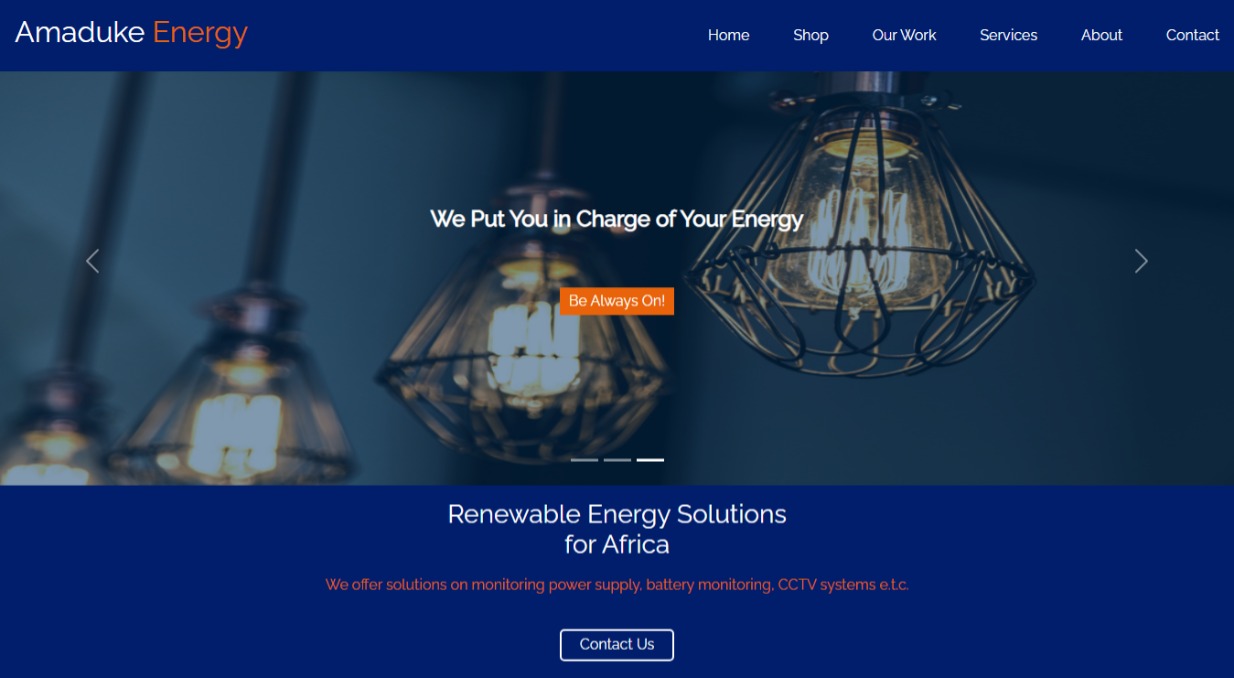 Amaduke Energy
Home Shop Our Work Services About Contact
We Put You in Charge of Your Energy
Be Always On!
Renewable Energy Solutions
for Africa
We offer solutions on monitoring power supply, battery monitoring, CCTV systems e.t.c.
Contact Us